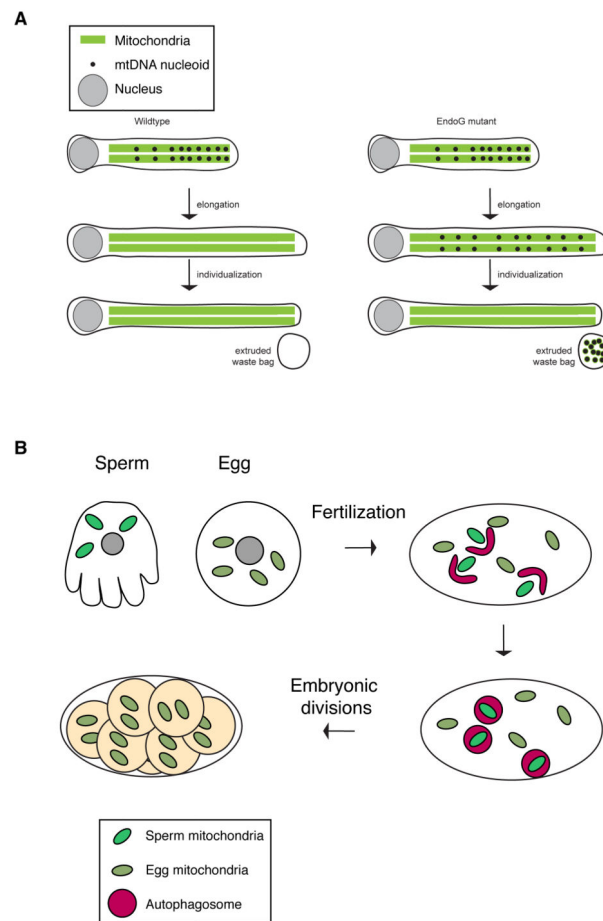 A
Mitochondria
mtDNA nucleoid
Nucleus
Wildtype
EndoG mutant
elongation
elongation
individualization
individualization
extruded
waste bag
extruded
waste bag
B
Sperm
Egg
Fertilization
Embryonic
divisions
Sperm mitochondria
Egg mitochondria
Autophagosome